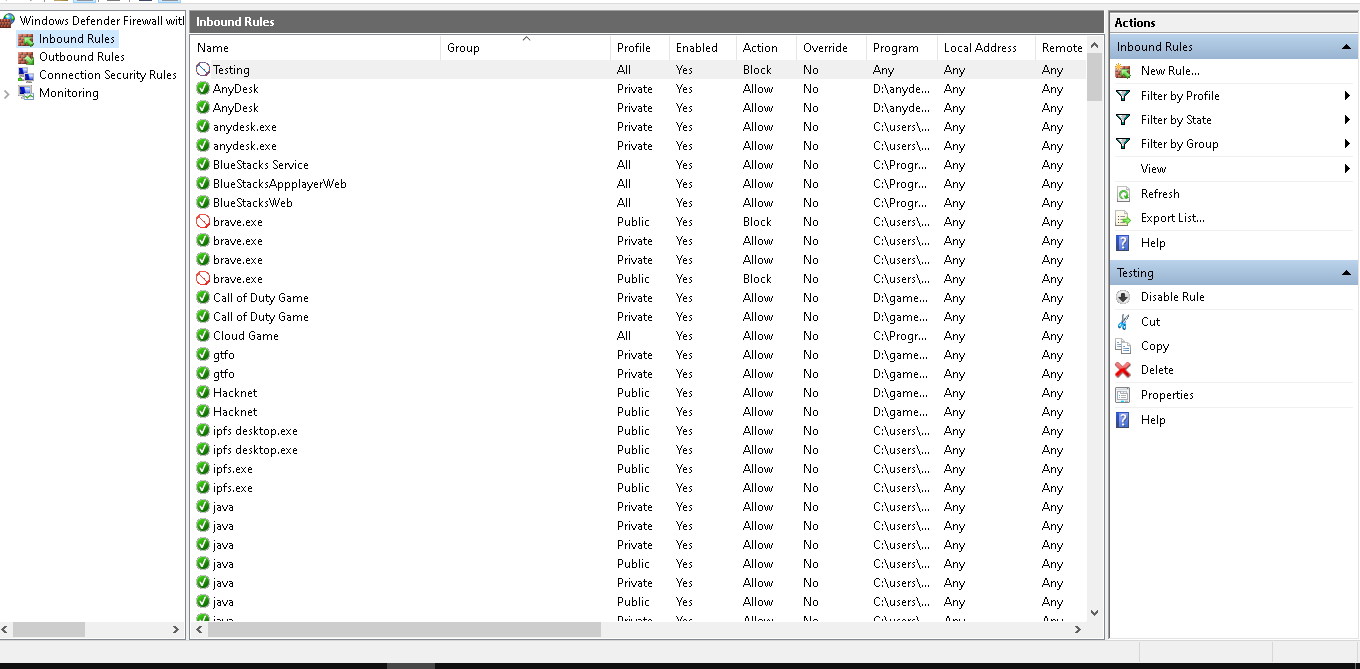 Windows Defender Firewall with
Inbound Rules
Outbound Rules
Connection Security Rules
Monitoring
Inbound Rules
Name Group Profile Enabled Action Override Program Local Address Remote
Testing All Yes Block No Any Any Any
AnyDesk Private Yes Allow No D:\anyde... Any Any
AnyDesk Private Yes Allow No D:\anyde... Any Any
anydesk.exe Private Yes Allow No C:\users\... Any Any
anydesk.exe Private Yes Allow No C:\users\... Any Any
BlueStacks Service All Yes Allow No C:\Progr... Any Any
BlueStacksAppplayerWeb All Yes Allow No C:\Progr... Any Any
BlueStacksWeb All Yes Allow No C:\Progr... Any Any
brave.exe Public Yes Block No C:\users\... Any Any
brave.exe Private Yes Allow No C:\users\... Any Any
brave.exe Private Yes Allow No C:\users\... Any Any
brave.exe Public Yes Block No C:\users\... Any Any
Call of Duty Game Private Yes Allow No D:\game... Any Any
Call of Duty Game Private Yes Allow No D:\game... Any Any
Cloud Game All Yes Allow No C:\Progr... Any Any
gtfo Private Yes Allow No D:\game... Any Any
gtfo Private Yes Allow No D:\game... Any Any
Hacknet Public Yes Allow No D:\game... Any Any
Hacknet Public Yes Allow No D:\game... Any Any
ipfs desktop.exe Public Yes Allow No C:\users\... Any Any
ipfs desktop.exe Public Yes Allow No C:\users\... Any Any
ipfs.exe Public Yes Allow No C:\users\... Any Any
ipfs.exe Public Yes Allow No C:\users\... Any Any
java Private Yes Allow No C:\users\... Any Any
java Private Yes Allow No C:\users\... Any Any
java Private Yes Allow No C:\users\... Any Any
java Public Yes Allow No C:\users\... Any Any
java Private Yes Allow No C:\users\... Any Any
java Public Yes Allow No C:\users\... Any Any
Actions
Inbound Rules
New Rule...
Filter by Profile
Filter by State
Filter by Group
View
Refresh
Export List...
Help
Testing
Disable Rule
Cut
Copy
Delete
Properties
Help